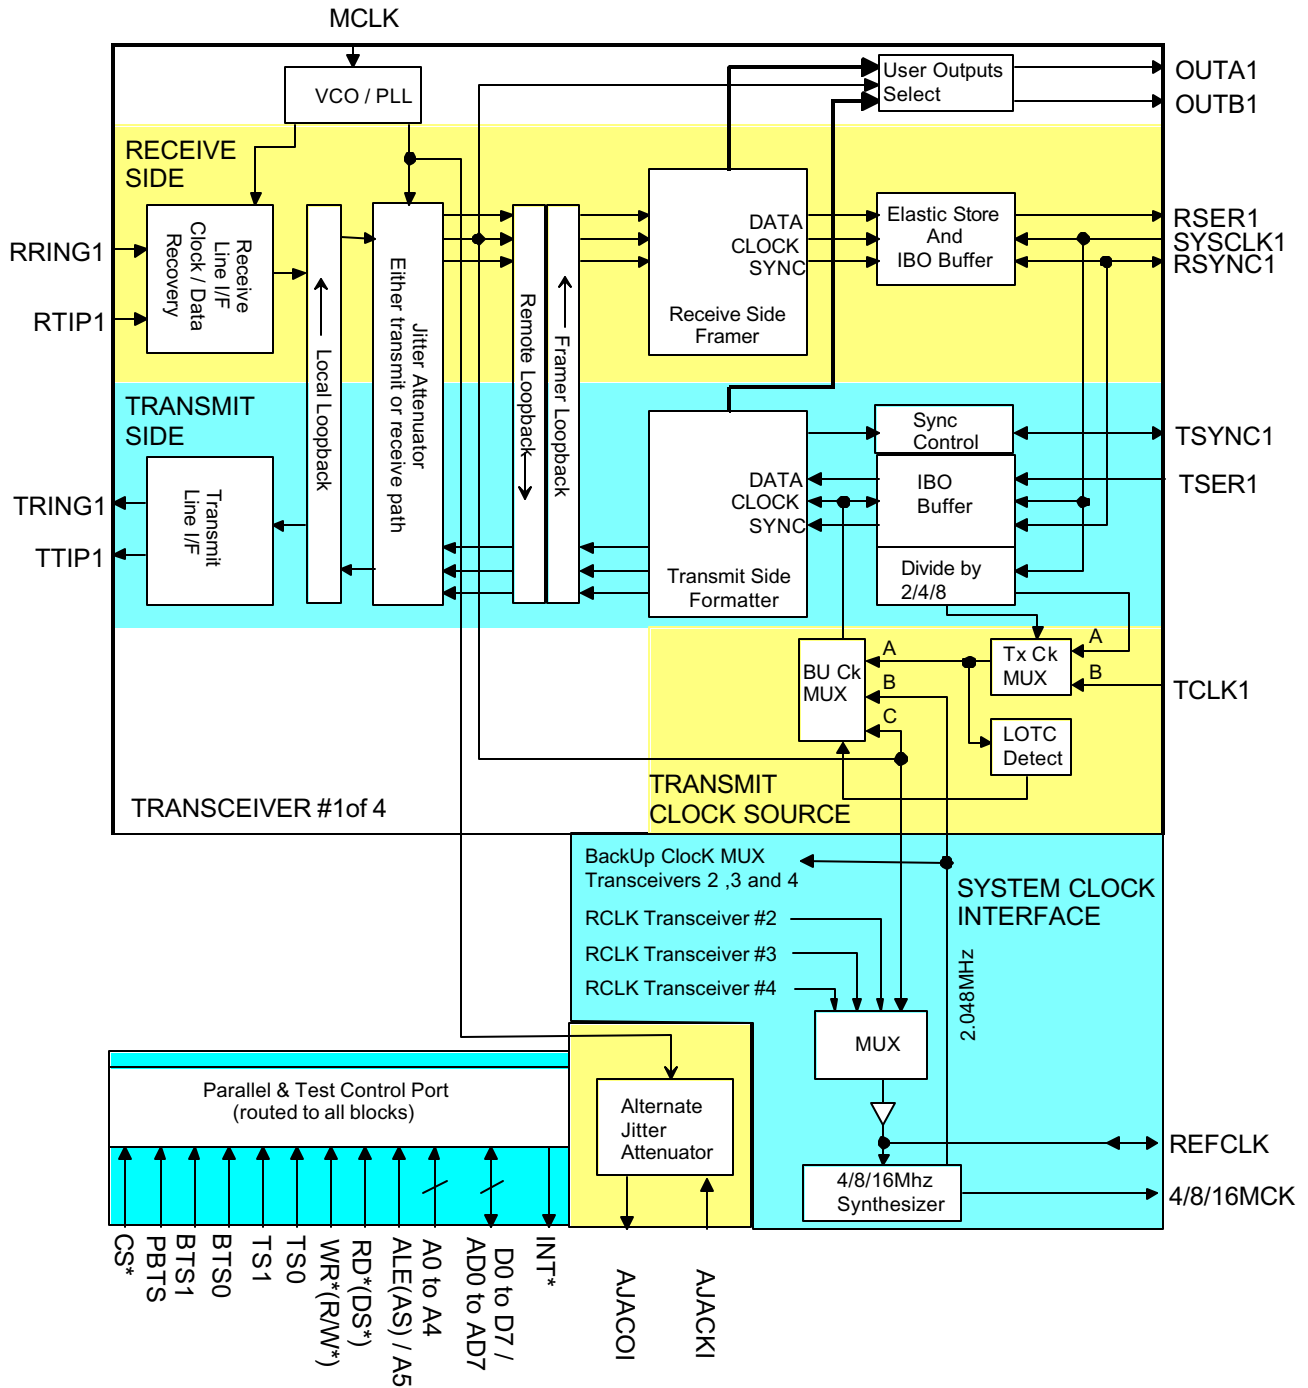 MCLK
VCO / PLL
User Outputs
Select
OUTA1
OUTB1
RECEIVE
SIDE
RRING1
RTIP1
Receive
Line I/F
Clock / Data
Recovery
Local Loopback
Jitter Attenuator
Either transmit or receive path
Remote Loopback
Framer Loopback
DATA
CLOCK
SYNC
Receive Side
Framer
Elastic Store
And
IBO Buffer
RSER1
SYSCLK1
RSYNC1
TRANSMIT
SIDE
TRING1
TTIP1
Transmit
Line I/F
DATA
CLOCK
SYNC
Transmit Side
Formatter
Sync
Control
IBO
Buffer
Divide by
2/4/8
TSYNC1
TSER1
BU Ck
MUX
A
B
C
Tx Ck
MUX
A
B
TCLK1
LOTC
Detect
TRANSMIT
CLOCK SOURCE
TRANSCEIVER #1of 4
BackUp ClocK MUX
Transceivers 2 ,3 and 4
SYSTEM CLOCK
INTERFACE
RCLK Transceiver #2
RCLK Transceiver #3
RCLK Transceiver #4
2.048MHz
MUX
4/8/16Mhz
Synthesizer
REFCLK
4/8/16MCK
Parallel & Test Control Port
(routed to all blocks)
Alternate
Jitter
Attenuator
CS*
PBTS
BTS1
BTS0
TS1
TS0
WR*(R/W*)
RD*(DS*)
ALE(AS) / A5
A0 to A4
D0 to D7 /
AD0 to AD7
INT*
AJACOI
AJACKI